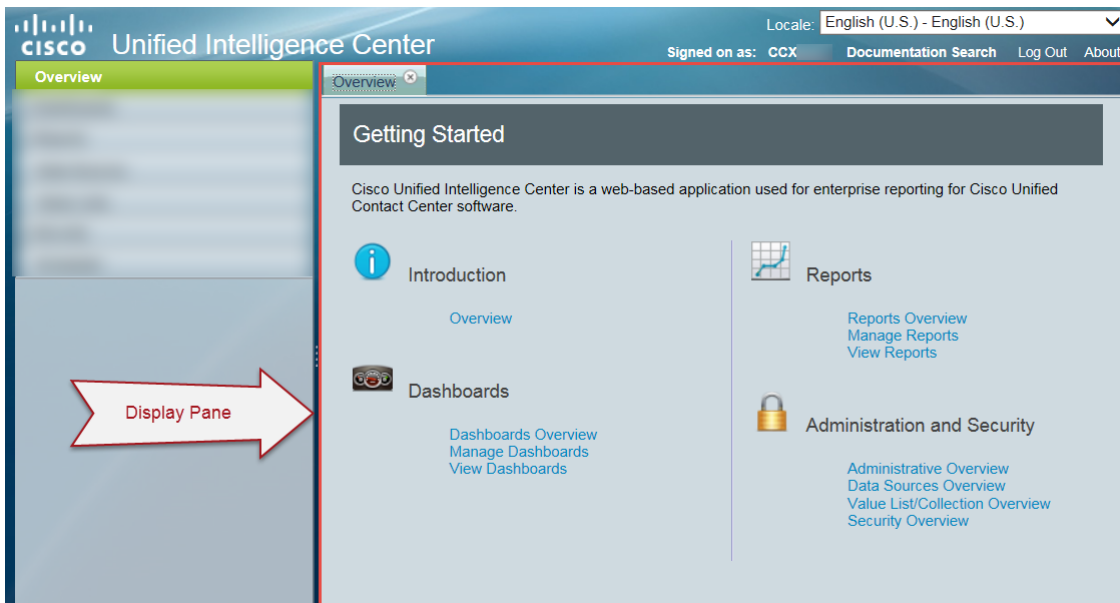 Locale: English (U.S.) - English (U.S.)
CISCO Unified Intelligence Center
Signed on as: CCX Documentation Search Log Out About
Overview
Overview
Getting Started
Cisco Unified Intelligence Center is a web-based application used for enterprise reporting for Cisco Unified
Contact Center software.
Introduction
Overview
Dashboards
Dashboards Overview
Manage Dashboards
View Dashboards
Reports
Reports Overview
Manage Reports
View Reports
Administration and Security
Administrative Overview
Data Sources Overview
Value List/Collection Overview
Security Overview
Display Pane